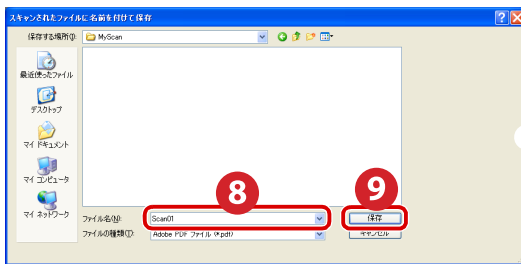 スキャンされたファイルに名前を付けて保存
保存する場所(I):
MyScan
最近使ったファイル
デスクトップ
マイ ドキュメント
マイ コンピュータ
マイ ネットワーク
8
9
ファイル名(N):
Scan01
保存
ファイルの種類(T):
Adobe PDF ファイル (*.pdf)
キャンセル